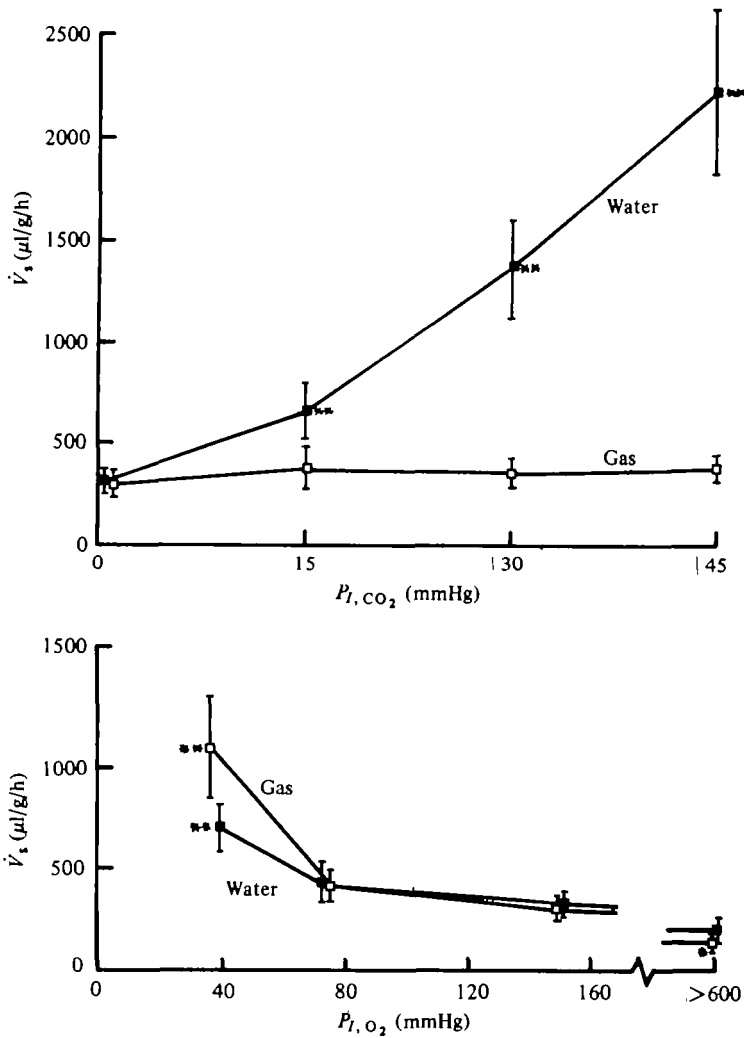 2500
2000
1500
1000
500
0
V̇s (μl/g/h)
Water
**
**
**
Gas
0 15 30 45
PI,CO2 (mmHg)
1500
1000
500
0
V̇s (μl/g/h)
**
Gas
**
Water
*
0 40 80 120 160 >600
PI,O2 (mmHg)